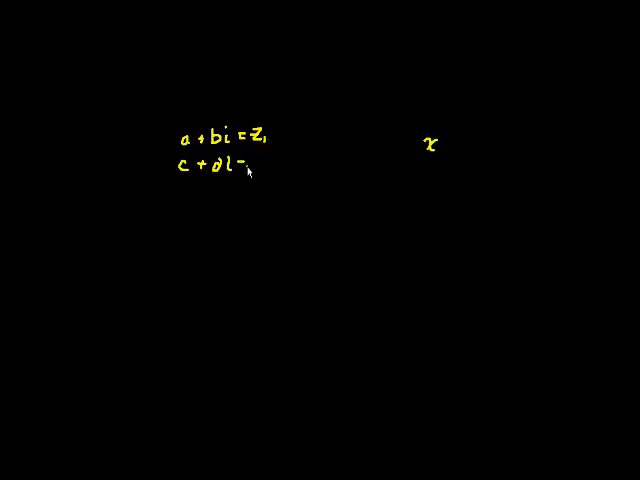 a + bi = z₁
x
c + di =